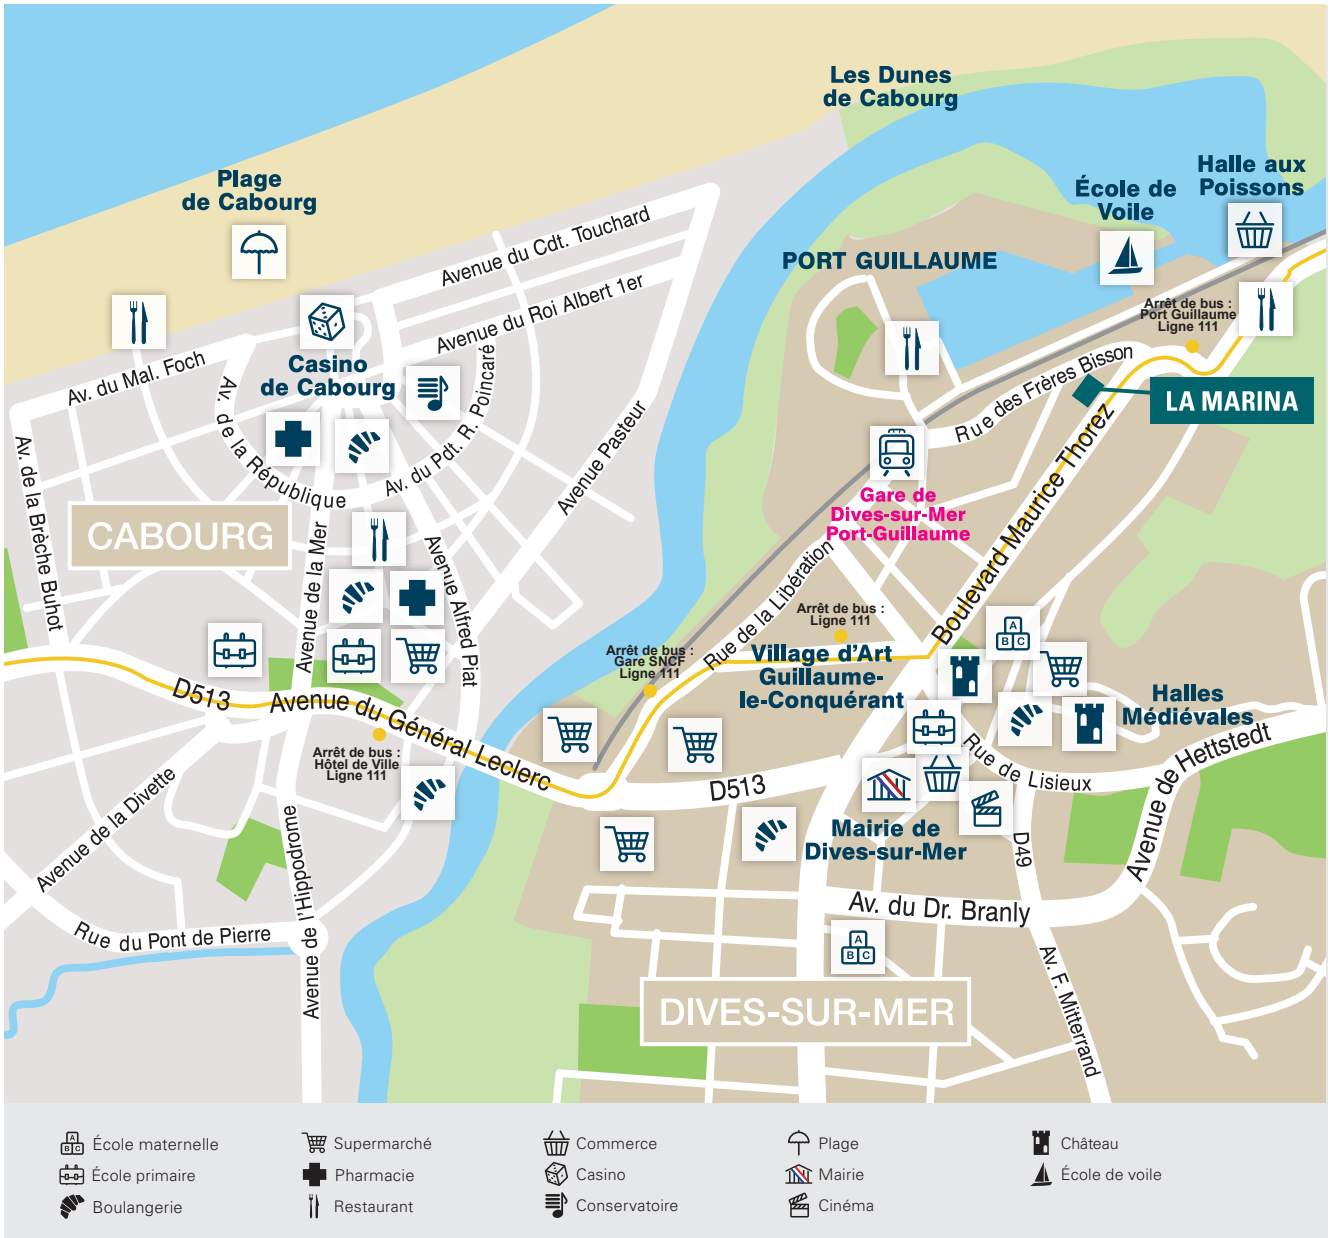 Les Dunes
de Cabourg
Plage
de Cabourg
Halle aux
Poissons
École de
Voile
PORT GUILLAUME
Avenue du Cdt. Touchard
Avenue du Roi Albert 1er
Arrêt de bus :
Port Guillaume
Ligne 111
Casino
de Cabourg
Av. du Mal. Foch
Av. de la République
Av. du Pdt. R. Poincaré
Avenue Pasteur
Rue des Frères Bisson
LA MARINA
Boulevard Maurice Thorez
Av. de la Brèche Buhot
CABOURG
Gare de
Dives-sur-Mer
Port-Guillaume
Avenue de la Mer
Avenue Alfred Piat
Rue de la Libération
Arrêt de bus :
Ligne 111
Arrêt de bus :
Gare SNCF
Ligne 111
Village d'Art
Guillaume-
le-Conquérant
A
B C
Halles
Médiévales
D513
Avenue du Général Leclerc
Arrêt de bus :
Hôtel de Ville
Ligne 111
D513
Rue de Lisieux
Avenue de Hettstedt
Mairie de
Dives-sur-Mer
D49
Avenue de la Divette
Avenue de l'Hippodrome
Rue du Pont de Pierre
Av. du Dr. Branly
A
B C
Av. F. Mitterrand
DIVES-SUR-MER
A
B C
École maternelle
Supermarché
Commerce
Plage
Château
École primaire
Pharmacie
Casino
Mairie
École de voile
Boulangerie
Restaurant
Conservatoire
Cinéma